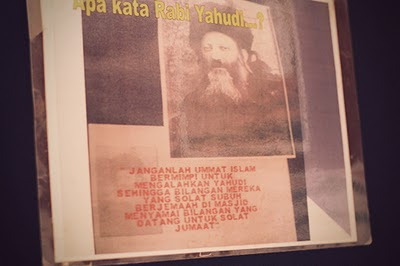 Apa kata Rabi Yahudi...?
JANGANLAH UMMAT ISLAM
BERMIMPI UNTUK
MENGALAHKAN YAHUDI
SEHINGGA BILANGAN MEREKA
YANG SOLAT SUBUH
BERJEMAAH DI MASJID
MENYAMAI BILANGAN YANG
DATANG UNTUK SOLAT
JUMAAT"